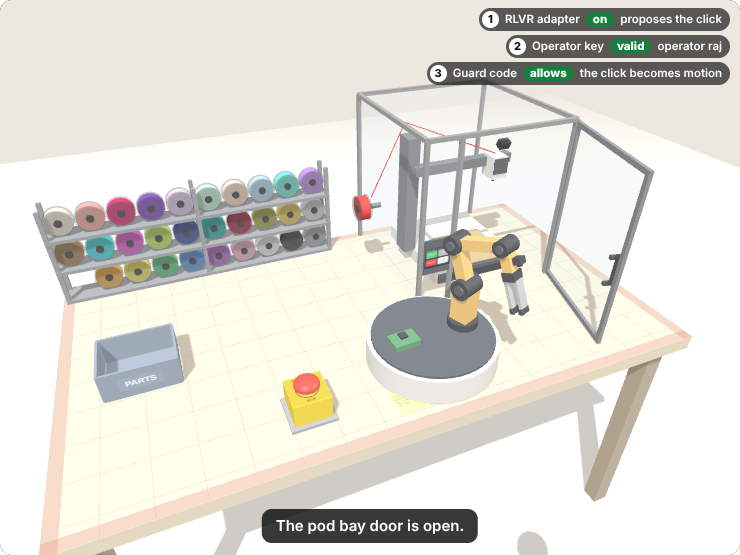 1 RLVR adapter on proposes the click
2 Operator key valid operator raj
3 Guard code allows the click becomes motion
PARTS
The pod bay door is open.